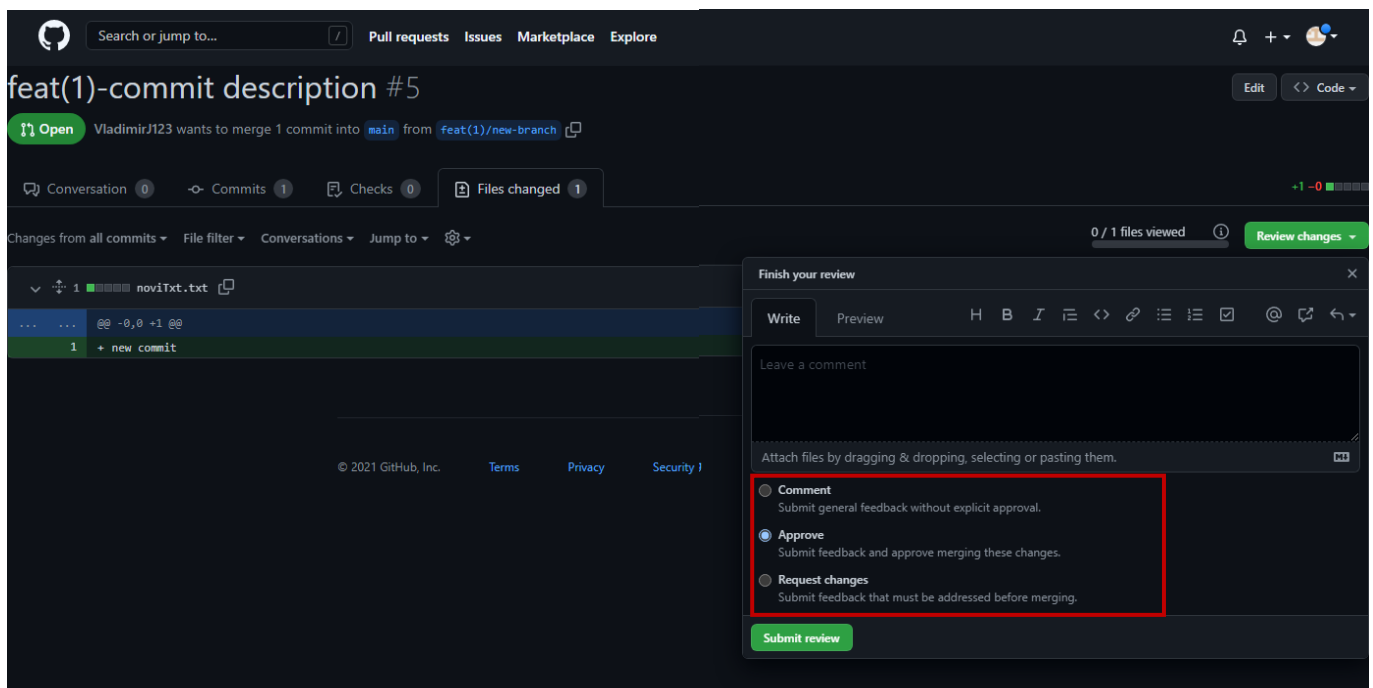 Search or jump to... /
Pull requests Issues Marketplace Explore
feat(1)-commit description #5
Edit <> Code
Open VladimirJ123 wants to merge 1 commit into main from feat(1)/new-branch
Conversation 0 Commits 1 Checks 0 Files changed 1
+1 −0
Changes from all commits File filter Conversations Jump to
0 / 1 files viewed
Review changes
1 noviTxt.txt
... ... @@ -0,0 +1 @@
1 + new commit
© 2021 GitHub, Inc. Terms Privacy Security
Finish your review
Write Preview
Leave a comment
Attach files by dragging & dropping, selecting or pasting them.
Comment
Submit general feedback without explicit approval.
Approve
Submit feedback and approve merging these changes.
Request changes
Submit feedback that must be addressed before merging.
Submit review